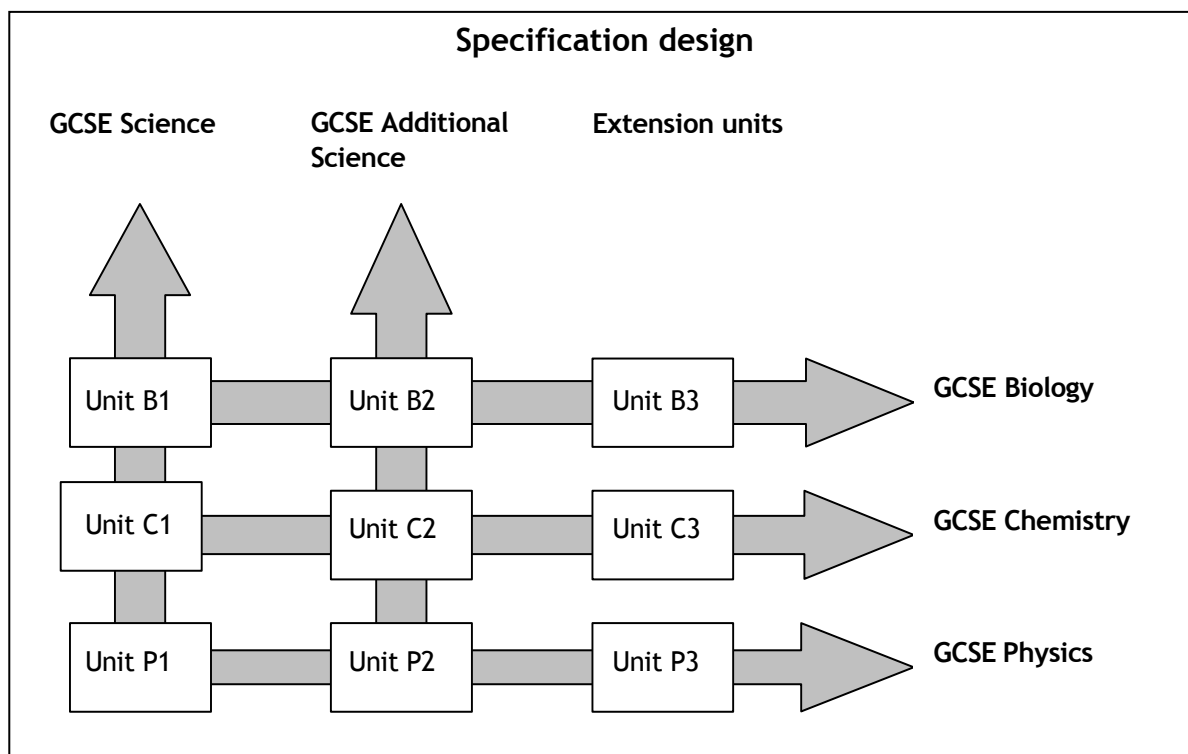 Specification design
GCSE Science
GCSE Additional
Science
Extension units
Unit B1
Unit B2
Unit B3
GCSE Biology
Unit C1
Unit C2
Unit C3
GCSE Chemistry
Unit P1
Unit P2
Unit P3
GCSE Physics